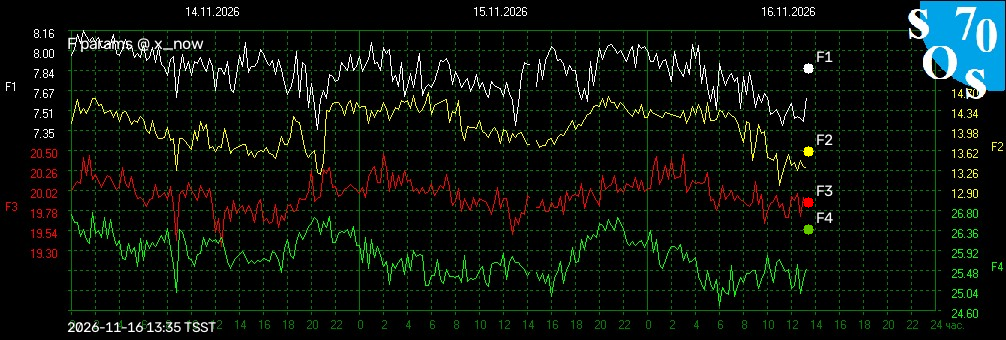 14.11.2026 15.11.2026 16.11.2026
F params @ x_now
8.16
8.00
7.84
7.67
7.51
7.35
F1
20.50
20.26
20.02
19.78
19.54
19.30
F3
F1
F2
F3
F4
SOS 70
14.70
14.34
13.98
13.62
13.26
12.90
F2
26.80
26.36
25.92
25.48
25.04
24.60
F4
2026-11-16 13:35 TSST
12 14 16 18 20 22 0 2 4 6 8 10 12 14 16 18 20 22 0 2 4 6 8 10 12 14 16 18 20 22 24 час.